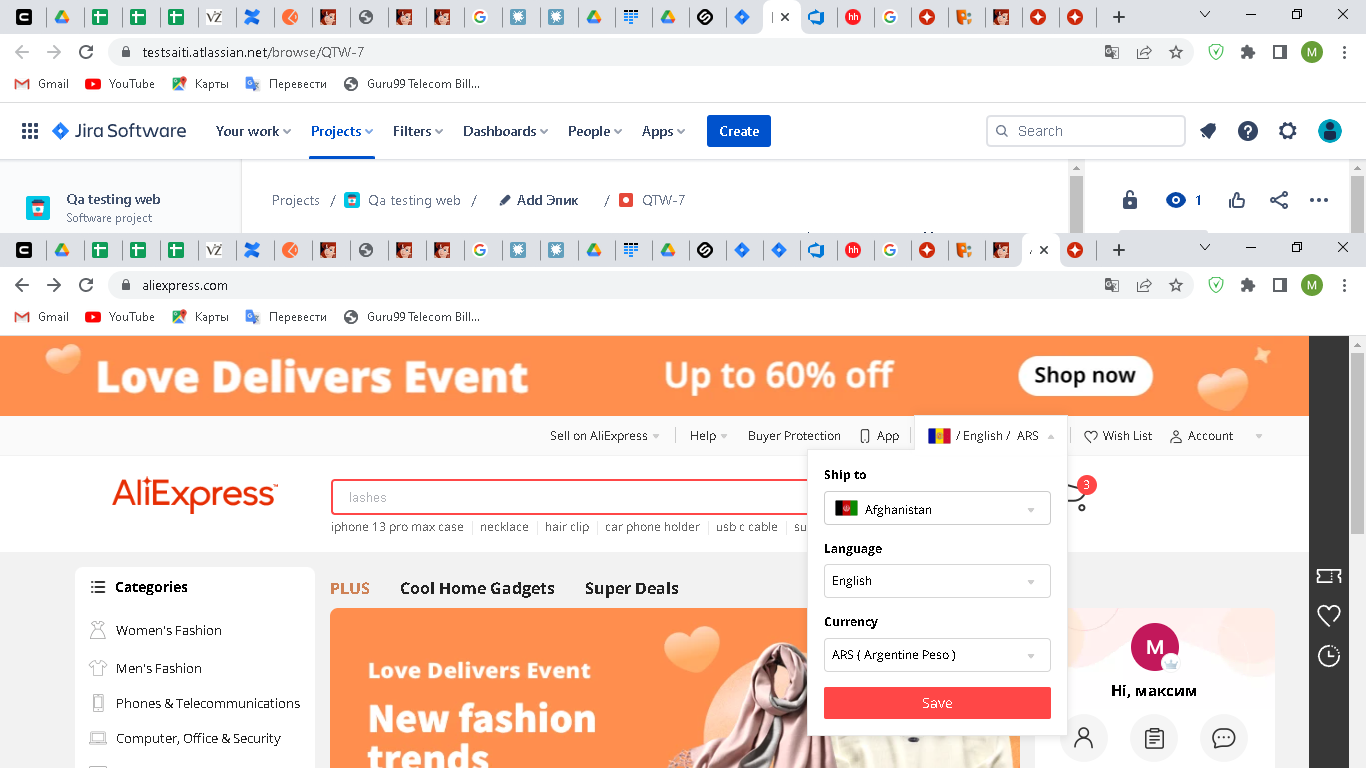 testsaiti.atlassian.net/browse/QTW-7
M
Gmail YouTube Карты Перевести Guru99 Telecom Bill...
Jira Software Your work Projects Filters Dashboards People Apps Create Search
Qa testing web
Software project
Projects / Qa testing web / Add Эпик / QTW-7
1
aliexpress.com
M
Gmail YouTube Карты Перевести Guru99 Telecom Bill...
Love Delivers Event Up to 60% off Shop now
Sell on AliExpress Help Buyer Protection App / English / ARS Wish List Account
AliExpress™
lashes
3
iphone 13 pro max case necklace hair clip car phone holder usb c cable su
Ship to
Afghanistan
Language
English
Currency
ARS ( Argentine Peso )
Save
Categories
Women's Fashion
Men's Fashion
Phones & Telecommunications
Computer, Office & Security
PLUS Cool Home Gadgets Super Deals
Love Delivers Event
New fashion
trends
M
Hi, максим